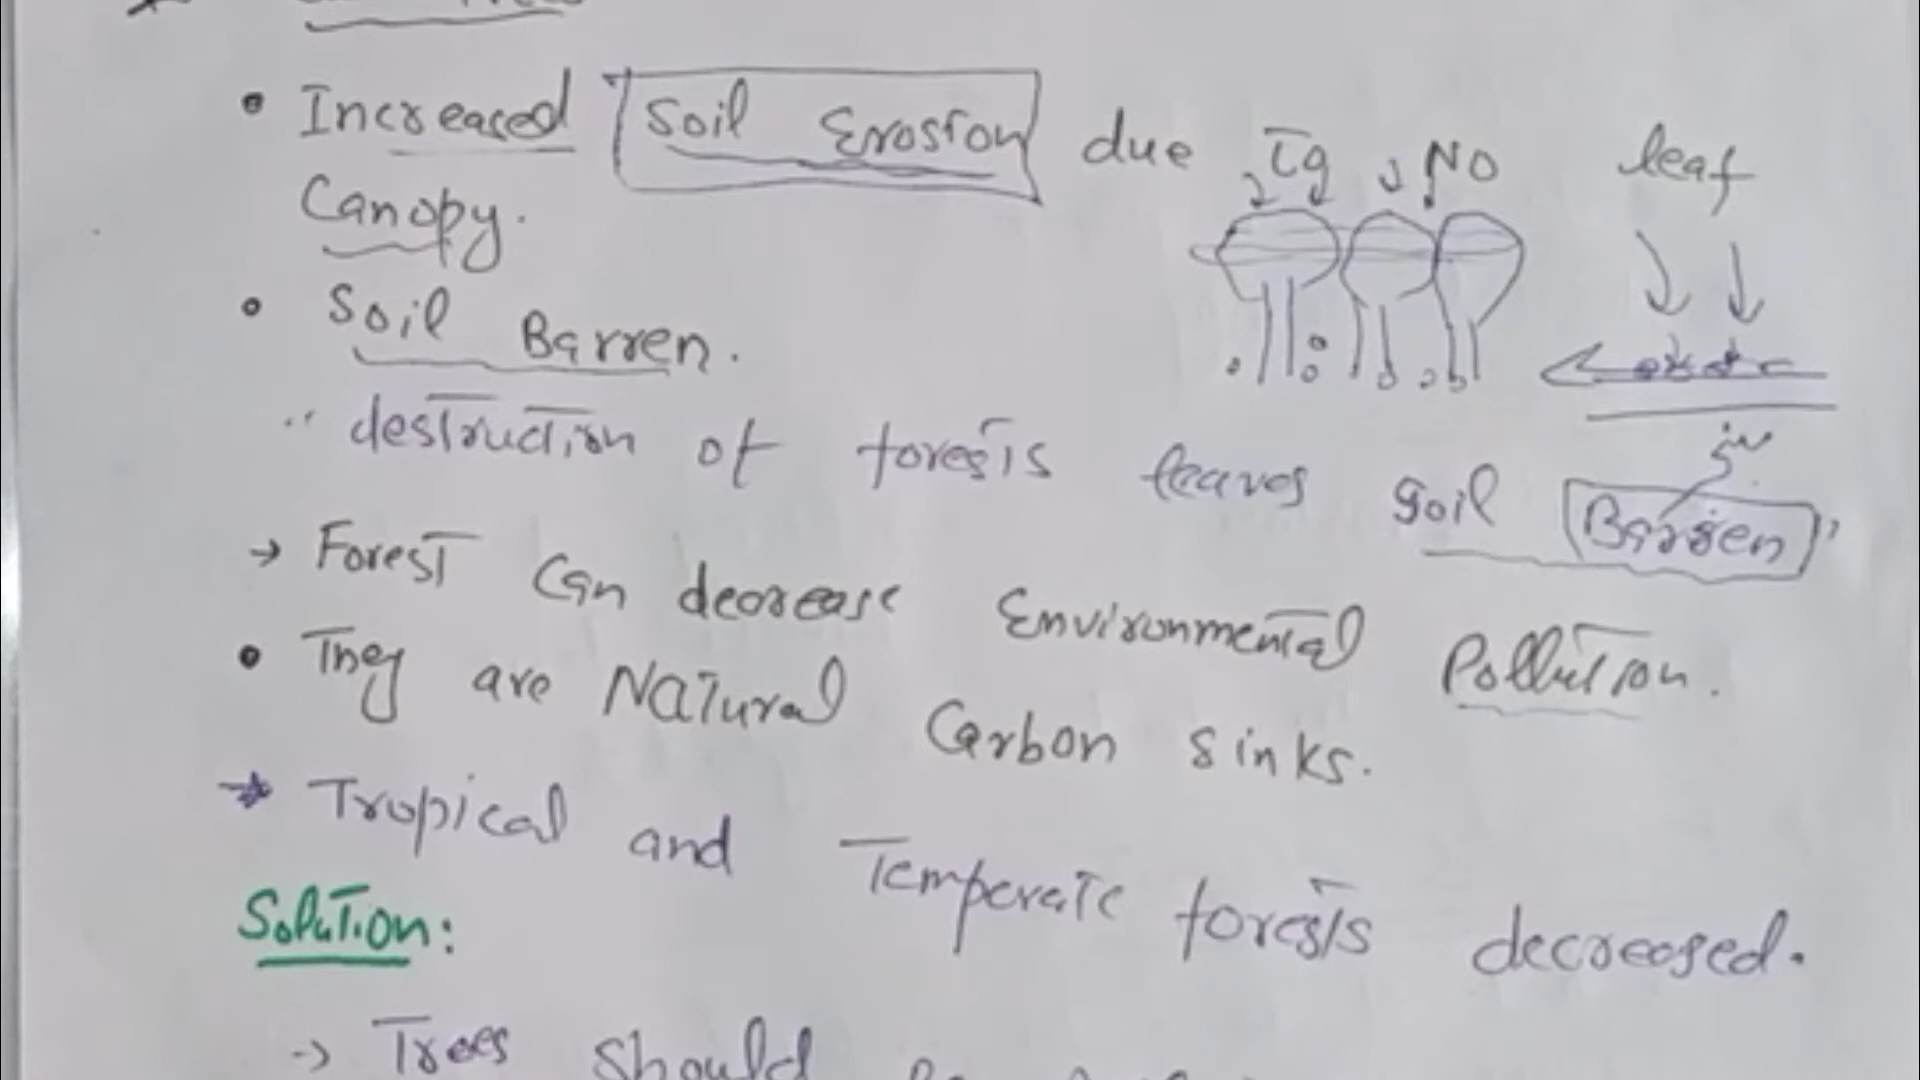 • Increased Soil Erosion due To No leaf
Canopy.
• Soil Barren.
" destruction of forests leaves Soil Barren "
→ Forest Can decrease Environmental Pollution.
• They are Natural Carbon sinks.
→ Tropical and Temperate forests decreased.
Solution:
→ Trees should